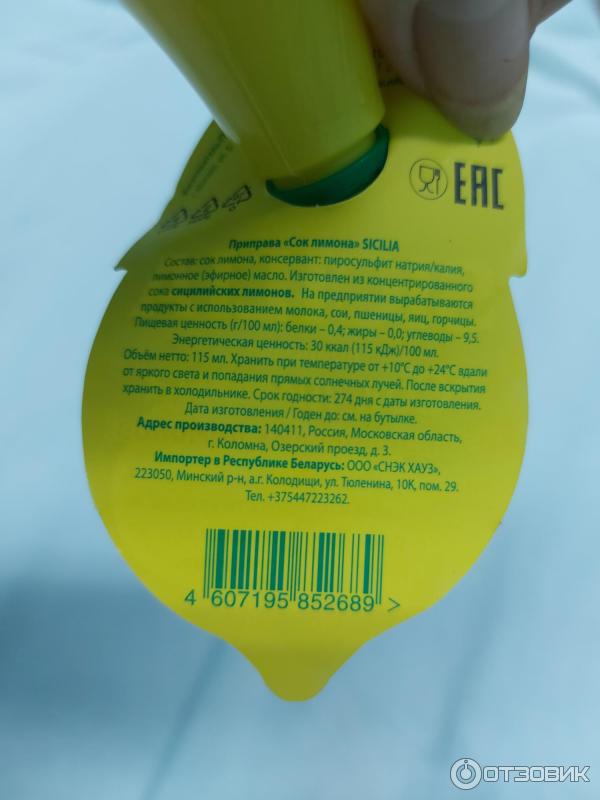 EAC
Приправа «Сок лимона» SICILIA
Состав: сок лимона, консервант: пиросульфит натрия/калия,
лимонное (эфирное) масло. Изготовлен из концентрированного
сока сицилийских лимонов. На предприятии вырабатываются
продукты с использованием молока, сои, пшеницы, яиц, горчицы.
Пищевая ценность (г/100 мл): белки – 0,4; жиры – 0,0; углеводы – 9,5.
Энергетическая ценность: 30 ккал (115 кДж)/100 мл.
Объём нетто: 115 мл. Хранить при температуре от +10°C до +24°C вдали
от яркого света и попадания прямых солнечных лучей. После вскрытия
хранить в холодильнике. Срок годности: 274 дня с даты изготовления.
Дата изготовления / Годен до: см. на бутылке.
Адрес производства: 140411, Россия, Московская область,
г. Коломна, Озерский проезд, д. 3.
Импортер в Республике Беларусь: ООО «СНЭК ХАУЗ»,
223050, Минский р-н, а.г. Колодищи, ул. Тюленина, 10К, пом. 29.
Тел. +375447223262.
4 607195 852689 >
ОТЗОВИК